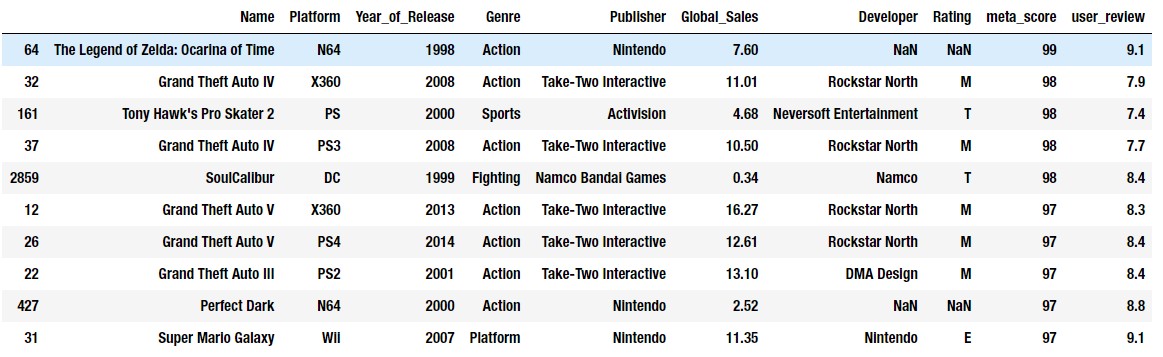 Name Platform Year_of_Release Genre Publisher Global_Sales Developer Rating meta_score user_review
64 The Legend of Zelda: Ocarina of Time N64 1998 Action Nintendo 7.60 NaN NaN 99 9.1
32 Grand Theft Auto IV X360 2008 Action Take-Two Interactive 11.01 Rockstar North M 98 7.9
161 Tony Hawk's Pro Skater 2 PS 2000 Sports Activision 4.68 Neversoft Entertainment T 98 7.4
37 Grand Theft Auto IV PS3 2008 Action Take-Two Interactive 10.50 Rockstar North M 98 7.7
2859 SoulCalibur DC 1999 Fighting Namco Bandai Games 0.34 Namco T 98 8.4
12 Grand Theft Auto V X360 2013 Action Take-Two Interactive 16.27 Rockstar North M 97 8.3
26 Grand Theft Auto V PS4 2014 Action Take-Two Interactive 12.61 Rockstar North M 97 8.4
22 Grand Theft Auto III PS2 2001 Action Take-Two Interactive 13.10 DMA Design M 97 8.4
427 Perfect Dark N64 2000 Action Nintendo 2.52 NaN NaN 97 8.8
31 Super Mario Galaxy Wii 2007 Platform Nintendo 11.35 Nintendo E 97 9.1